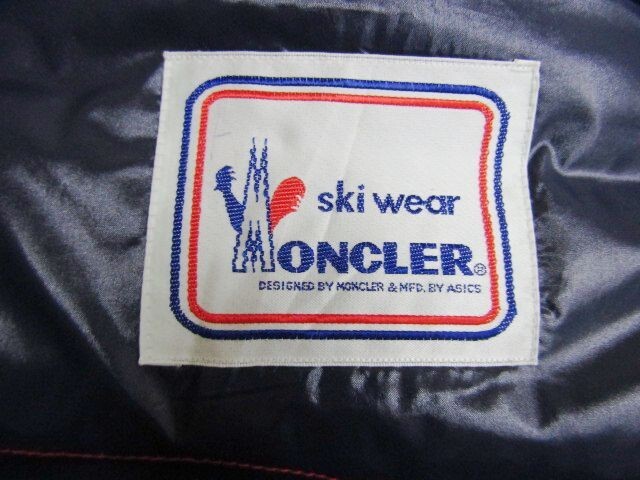 ski wear
MONCLER®
DESIGNED BY MONCLER & MFD. BY ASICS